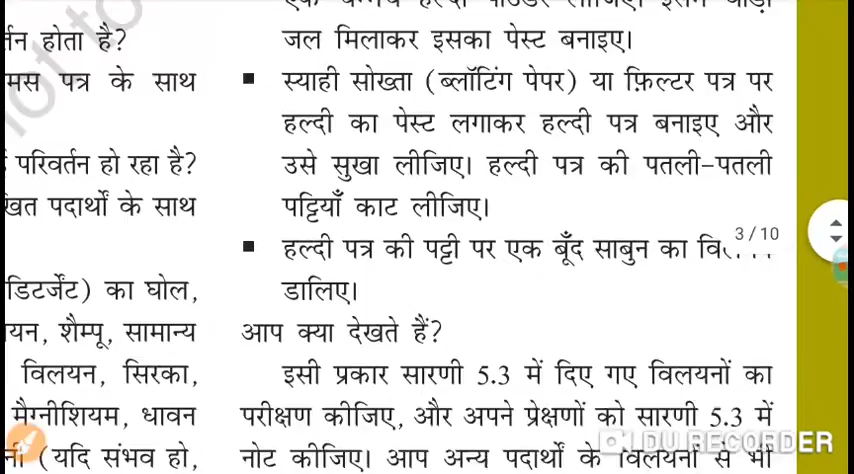 र्तन होता है?
मस पत्र के साथ
परिवर्तन हो रहा है?
खित पदार्थों के साथ
डिटर्जेंट) का घोल,
यन, शैम्पू, सामान्य
विलयन, सिरका,
मैग्नीशियम, धावन
(यदि संभव हो,
जल मिलाकर इसका पेस्ट बनाइए।
■ स्याही सोख्ता (ब्लॉटिंग पेपर) या फ़िल्टर पत्र पर
हल्दी का पेस्ट लगाकर हल्दी पत्र बनाइए और
उसे सुखा लीजिए। हल्दी पत्र की पतली-पतली
पट्टियाँ काट लीजिए।
■ हल्दी पत्र की पट्टी पर एक बूँद साबुन का
डालिए।
आप क्या देखते हैं?
इसी प्रकार सारणी 5.3 में दिए गए विलयनों का
परीक्षण कीजिए, और अपने प्रेक्षणों को सारणी 5.3 में
नोट कीजिए। आप अन्य पदार्थों के विलयनों से भी
3 / 10
not to
DU RECORDER